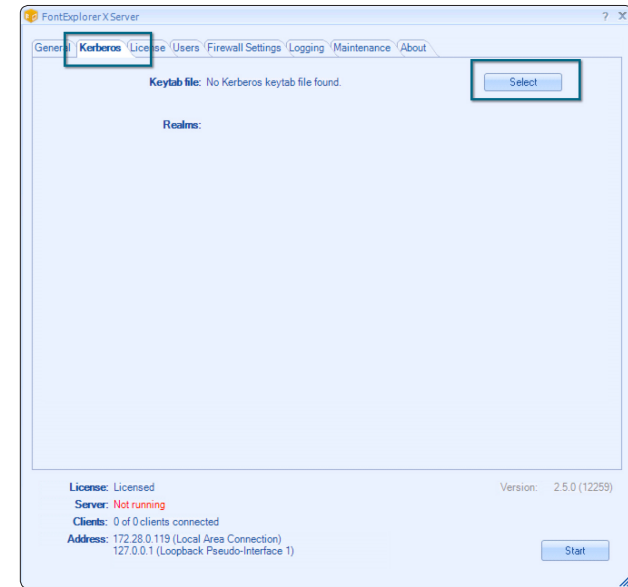 FontExplorer X Server ? X
General Kerberos License Users Firewall Settings Logging Maintenance About
Keytab file: No Kerberos keytab file found. Select
Realms:
License: Licensed Version: 2.5.0 (12259)
Server: Not running
Clients: 0 of 0 clients connected
Address: 172.28.0.119 (Local Area Connection)
127.0.0.1 (Loopback Pseudo-Interface 1) Start